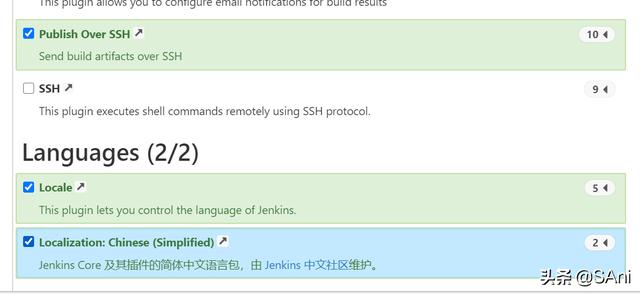 This plugin allows you to configure email notifications for build results
Publish Over SSH
10
Send build artifacts over SSH
SSH
9
This plugin executes shell commands remotely using SSH protocol.
Languages (2/2)
Locale
5
This plugin lets you control the language of Jenkins.
Localization: Chinese (Simplified)
2
Jenkins Core 及其插件的简体中文语言包，由 Jenkins 中文社区维护。
头条 @SAni